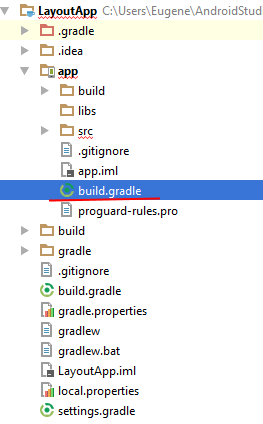 LayoutApp C:\Users\Eugene\AndroidStud
.gradle
.idea
app
build
libs
src
.gitignore
app.iml
build.gradle
proguard-rules.pro
build
gradle
.gitignore
build.gradle
gradle.properties
gradlew
gradlew.bat
LayoutApp.iml
local.properties
settings.gradle